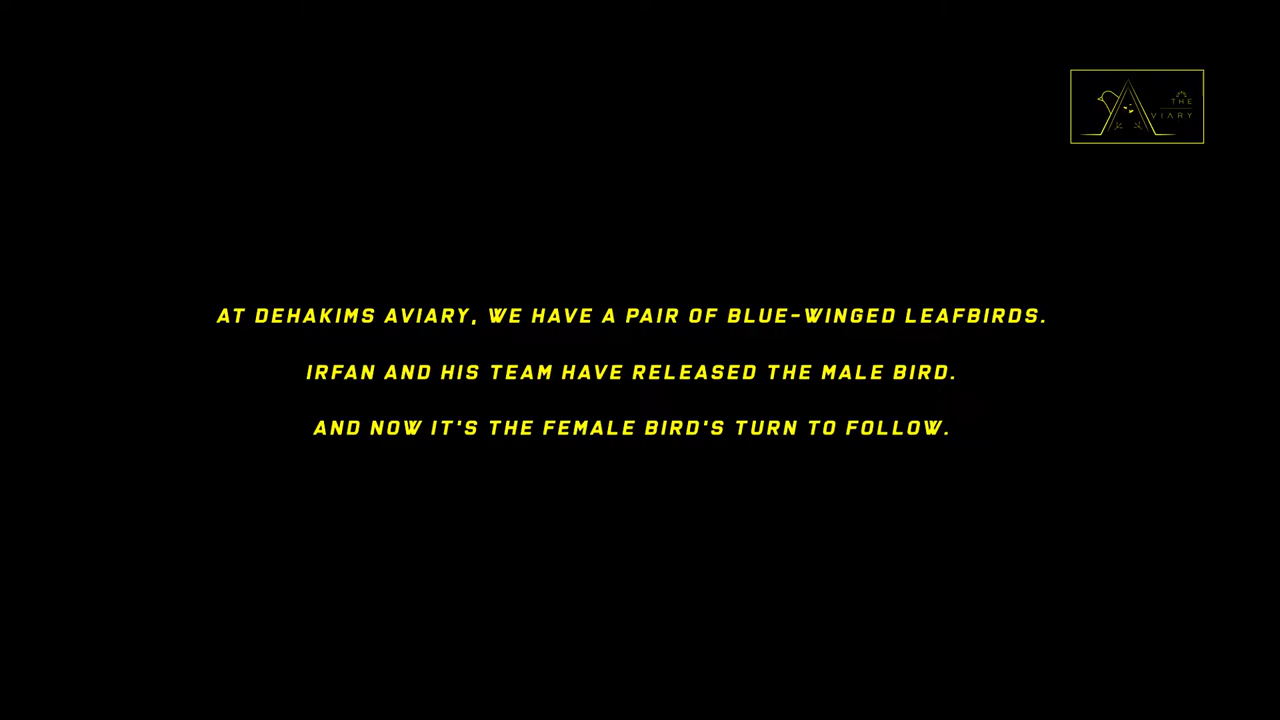 THE
AVIARY
AT DEHAKIMS AVIARY, WE HAVE A PAIR OF BLUE-WINGED LEAFBIRDS.
IRFAN AND HIS TEAM HAVE RELEASED THE MALE BIRD.
AND NOW IT'S THE FEMALE BIRD'S TURN TO FOLLOW.